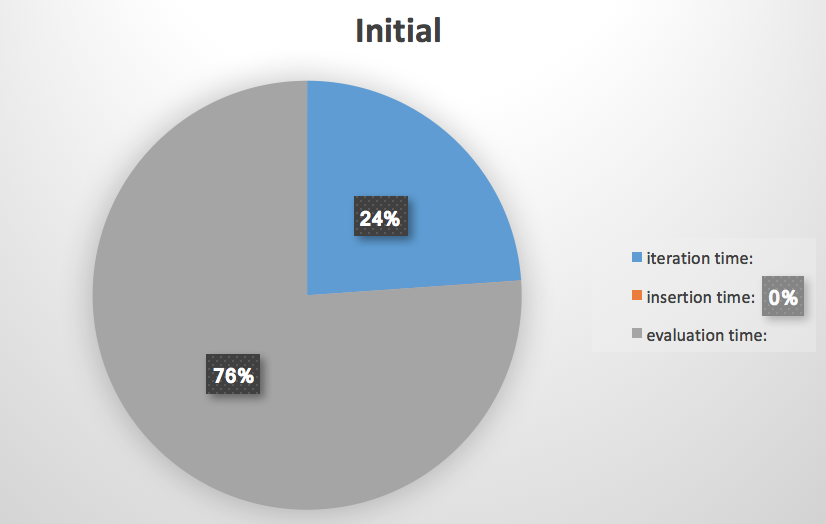 Initial
24%
76%
iteration time:
insertion time: 0%
evaluation time: